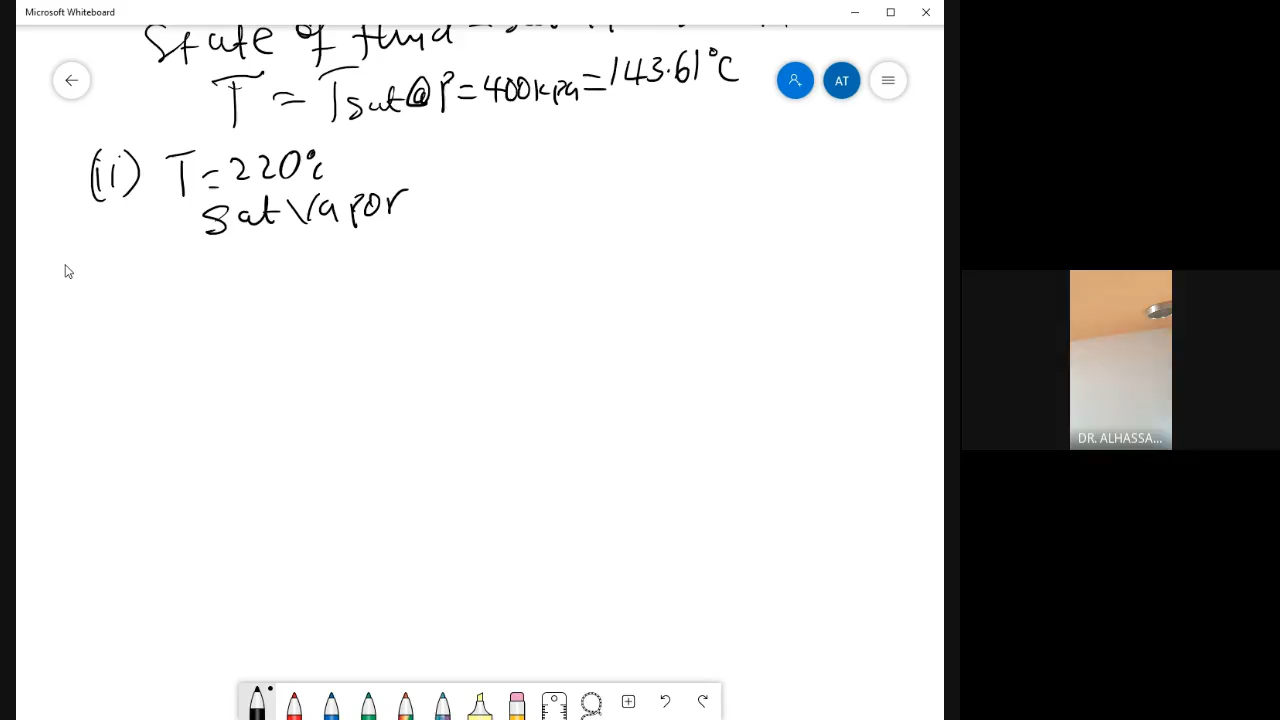 Microsoft Whiteboard
State of fluid =
AT
T = Tsat@P=400kpa=143.61°C
(ii) T=220°c
sat vapor
DR. ALHASSA...